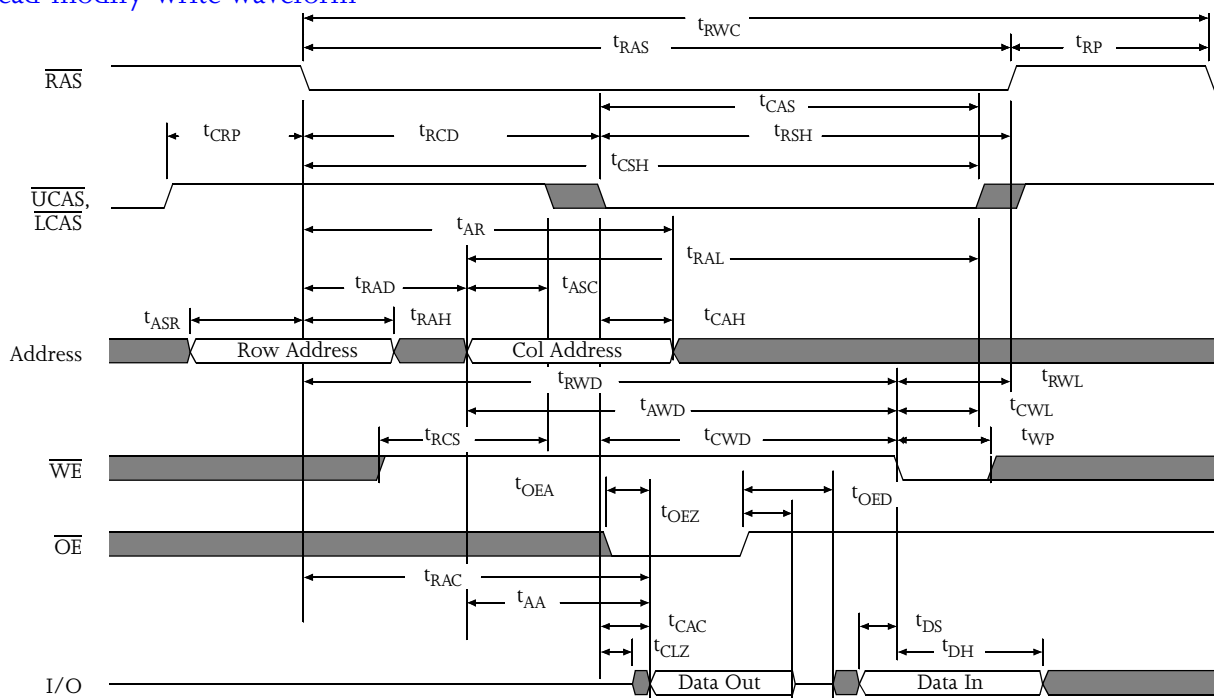 read-modify-write waveform
tRWC
tRAS
tRP
RAS
tCAS
tCRP
tRCD
tRSH
tCSH
UCAS,
LCAS
tAR
tRAL
tRAD
tASC
tASR
tRAH
tCAH
Address
Row Address
Col Address
tRWD
tRWL
tAWD
tCWL
tRCS
tCWD
tWP
WE
tOEA
tOED
tOEZ
OE
tRAC
tAA
tCAC
tDS
tCLZ
tDH
I/O
Data Out
Data In